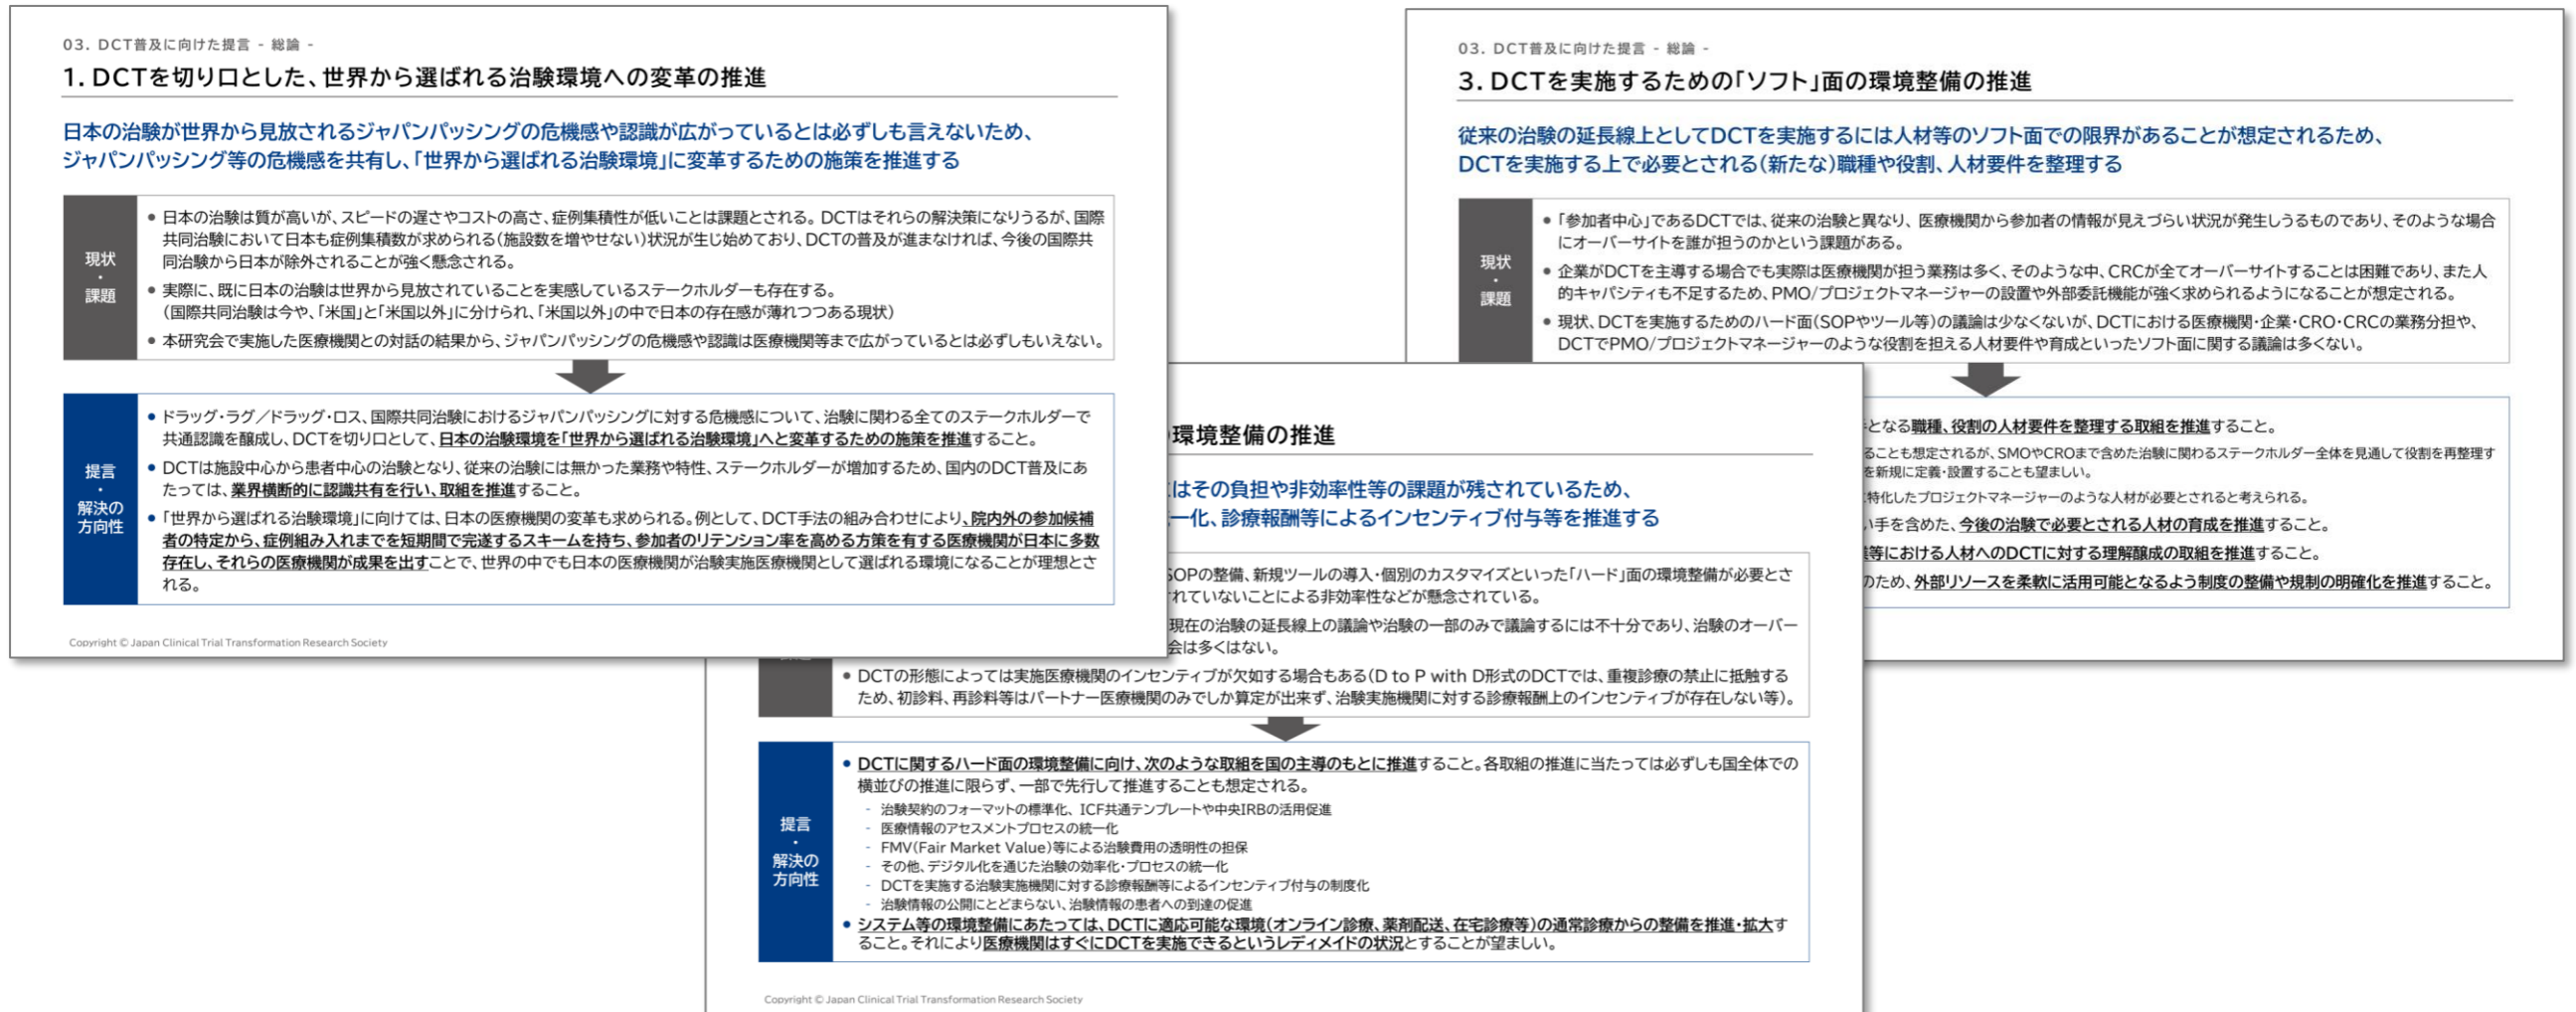 03. DCT普及に向けた提言 - 総論 -
1. DCTを切り口とした、世界から選ばれる治験環境への変革の推進
日本の治験が世界から見放されるジャパンパッシングの危機感や認識が広がっているとは必ずしも言えないため、
ジャパンパッシング等の危機感を共有し、「世界から選ばれる治験環境」に変革するための施策を推進する
現状
・
課題
● 日本の治験は質が高いが、スピードの遅さやコストの高さ、症例集積性が低いことは課題とされる。DCTはそれらの解決策になりうるが、国際
共同治験において日本も症例集積数が求められる(施設数を増やせない)状況が生じ始めており、DCTの普及が進まなければ、今後の国際共
同治験から日本が除外されることが強く懸念される。
● 実際に、既に日本の治験は世界から見放されていることを実感しているステークホルダーも存在する。
(国際共同治験は今や、「米国」と「米国以外」に分けられ、「米国以外」の中で日本の存在感が薄れつつある現状)
● 本研究会で実施した医療機関との対話の結果から、ジャパンパッシングの危機感や認識は医療機関等まで広がっているとは必ずしもいえない。
提言
・
解決の
方向性
● ドラッグ・ラグ/ドラッグ・ロス、国際共同治験におけるジャパンパッシングに対する危機感について、治験に関わる全てのステークホルダーで
共通認識を醸成し、DCTを切り口として、日本の治験環境を「世界から選ばれる治験環境」へと変革するための施策を推進すること。
● DCTは施設中心から患者中心の治験となり、従来の治験には無かった業務や特性、ステークホルダーが増加するため、国内のDCT普及にあ
たっては、業界横断的に認識共有を行い、取組を推進すること。
● 「世界から選ばれる治験環境」に向けては、日本の医療機関の変革も求められる。例として、DCT手法の組み合わせにより、院内外の参加候補
者の特定から、症例組み入れまでを短期間で完遂するスキームを持ち、参加者のリテンション率を高める方策を有する医療機関が日本に多数
存在し、それらの医療機関が成果を出すことで、世界の中でも日本の医療機関が治験実施医療機関として選ばれる環境になることが理想とさ
れる。
Copyright © Japan Clinical Trial Transformation Research Society
環境整備の推進
はその負担や非効率性等の課題が残されているため、
一化、診療報酬等によるインセンティブ付与等を推進する
SOPの整備、新規ツールの導入・個別のカスタマイズといった「ハード」面の環境整備が必要とさ
れていないことによる非効率性などが懸念されている。
現在の治験の延長線上の議論や治験の一部のみで議論するには不十分であり、治験のオーバー
会は多くはない。
● DCTの形態によっては実施医療機関のインセンティブが欠如する場合もある(D to P with D形式のDCTでは、重複診療の禁止に抵触する
ため、初診料、再診料等はパートナー医療機関のみでしか算定が出来ず、治験実施機関に対する診療報酬上のインセンティブが存在しない等)。
提言
・
解決の
方向性
● DCTに関するハード面の環境整備に向け、次のような取組を国の主導のもとに推進すること。各取組の推進に当たっては必ずしも国全体での
横並びの推進に限らず、一部で先行して推進することも想定される。
- 治験契約のフォーマットの標準化、ICF共通テンプレートや中央IRBの活用促進
- 医療情報のアセスメントプロセスの統一化
- FMV(Fair Market Value)等による治験費用の透明性の担保
- その他、デジタル化を通じた治験の効率化・プロセスの統一化
- DCTを実施する治験実施機関に対する診療報酬等によるインセンティブ付与の制度化
- 治験情報の公開にとどまらない、治験情報の患者への到達の促進
● システム等の環境整備にあたっては、DCTに適応可能な環境(オンライン診療、薬剤配送、在宅診療等)の通常診療からの整備を推進・拡大す
ること。それにより医療機関はすぐにDCTを実施できるというレディメイドの状況とすることが望ましい。
Copyright © Japan Clinical Trial Transformation Research Society
03. DCT普及に向けた提言 - 総論 -
3. DCTを実施するための「ソフト」面の環境整備の推進
従来の治験の延長線上としてDCTを実施するには人材等のソフト面での限界があることが想定されるため、
DCTを実施する上で必要とされる(新たな)職種や役割、人材要件を整理する
現状
・
課題
● 「参加者中心」であるDCTでは、従来の治験と異なり、医療機関から参加者の情報が見えづらい状況が発生しうるものであり、そのような場合
にオーバーサイトを誰が担うのかという課題がある。
● 企業がDCTを主導する場合でも実際は医療機関が担う業務は多く、そのような中、CRCが全てオーバーサイトすることは困難であり、また人
的キャパシティも不足するため、PMO/プロジェクトマネージャーの設置や外部委託機能が強く求められるようになることが想定される。
● 現状、DCTを実施するためのハード面(SOPやツール等)の議論は少なくないが、DCTにおける医療機関・企業・CRO・CRCの業務分担や、
DCTでPMO/プロジェクトマネージャーのような役割を担える人材要件や育成といったソフト面に関する議論は多くない。
となる職種、役割の人材要件を整理する取組を推進すること。
ることも想定されるが、SMOやCROまで含めた治験に関わるステークホルダー全体を見通して役割を再整理す
を新規に定義・設置することも望ましい。
特化したプロジェクトマネージャーのような人材が必要とされると考えられる。
い手を含めた、今後の治験で必要とされる人材の育成を推進すること。
等における人材へのDCTに対する理解醸成の取組を推進すること。
のため、外部リソースを柔軟に活用可能となるよう制度の整備や規制の明確化を推進すること。